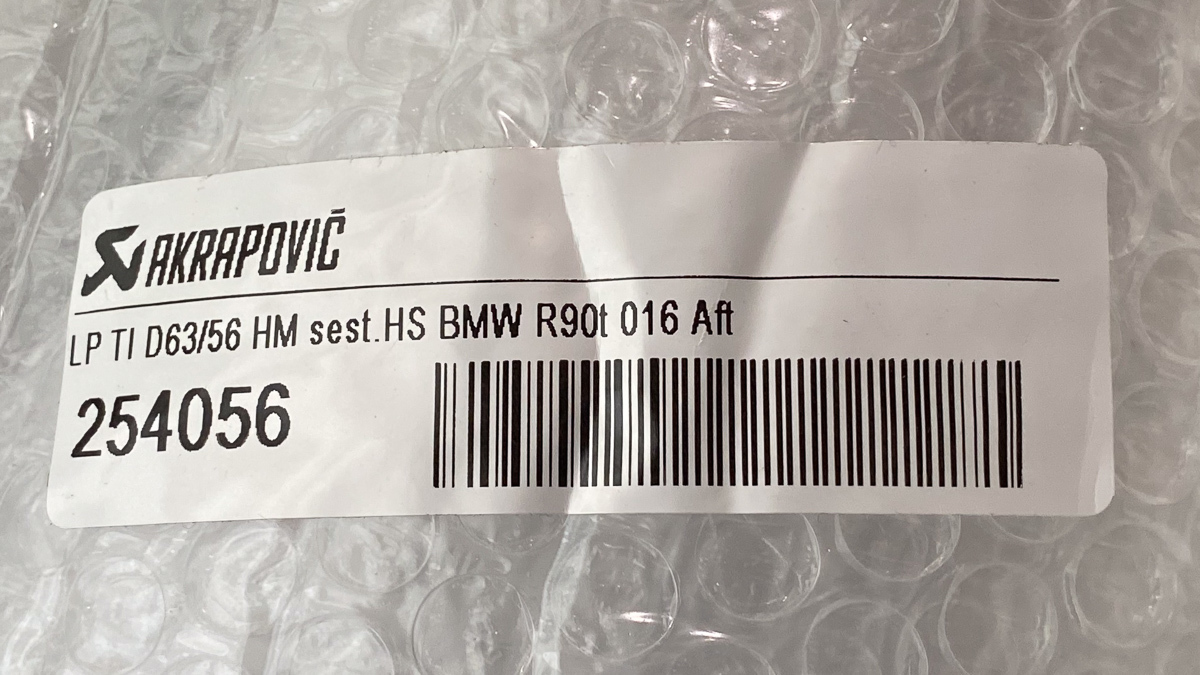 AKRAPOVIČ
LP TI D63/56 HM sest.HS BMW R90t 016 Aft
254056